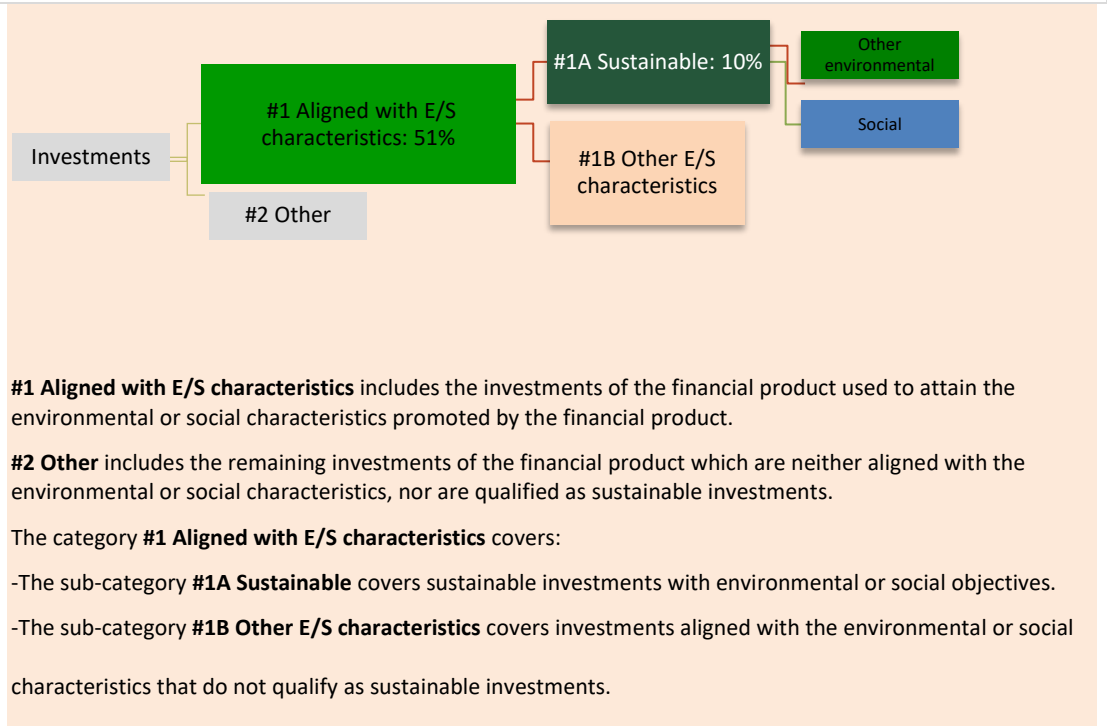 Investments
#1 Aligned with E/S
characteristics: 51%
#2 Other
#1A Sustainable: 10%
#1B Other E/S
characteristics
Other
environmental
Social
#1 Aligned with E/S characteristics includes the investments of the financial product used to attain the
environmental or social characteristics promoted by the financial product.
#2 Other includes the remaining investments of the financial product which are neither aligned with the
environmental or social characteristics, nor are qualified as sustainable investments.
The category #1 Aligned with E/S characteristics covers:
-The sub-category #1A Sustainable covers sustainable investments with environmental or social objectives.
-The sub-category #1B Other E/S characteristics covers investments aligned with the environmental or social
characteristics that do not qualify as sustainable investments.